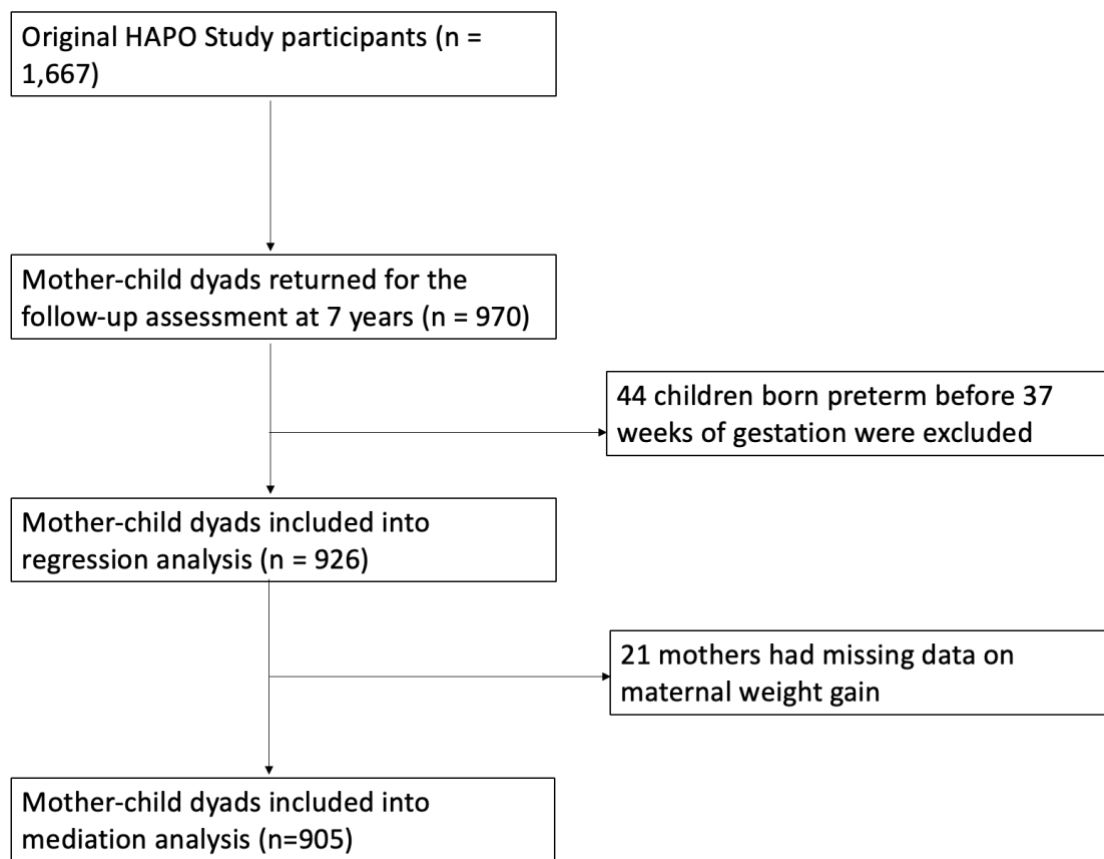 Original HAPO Study participants (n =
1,667)
Mother-child dyads returned for the
follow-up assessment at 7 years (n = 970)
44 children born preterm before 37
weeks of gestation were excluded
Mother-child dyads included into
regression analysis (n = 926)
21 mothers had missing data on
maternal weight gain
Mother-child dyads included into
mediation analysis (n=905)